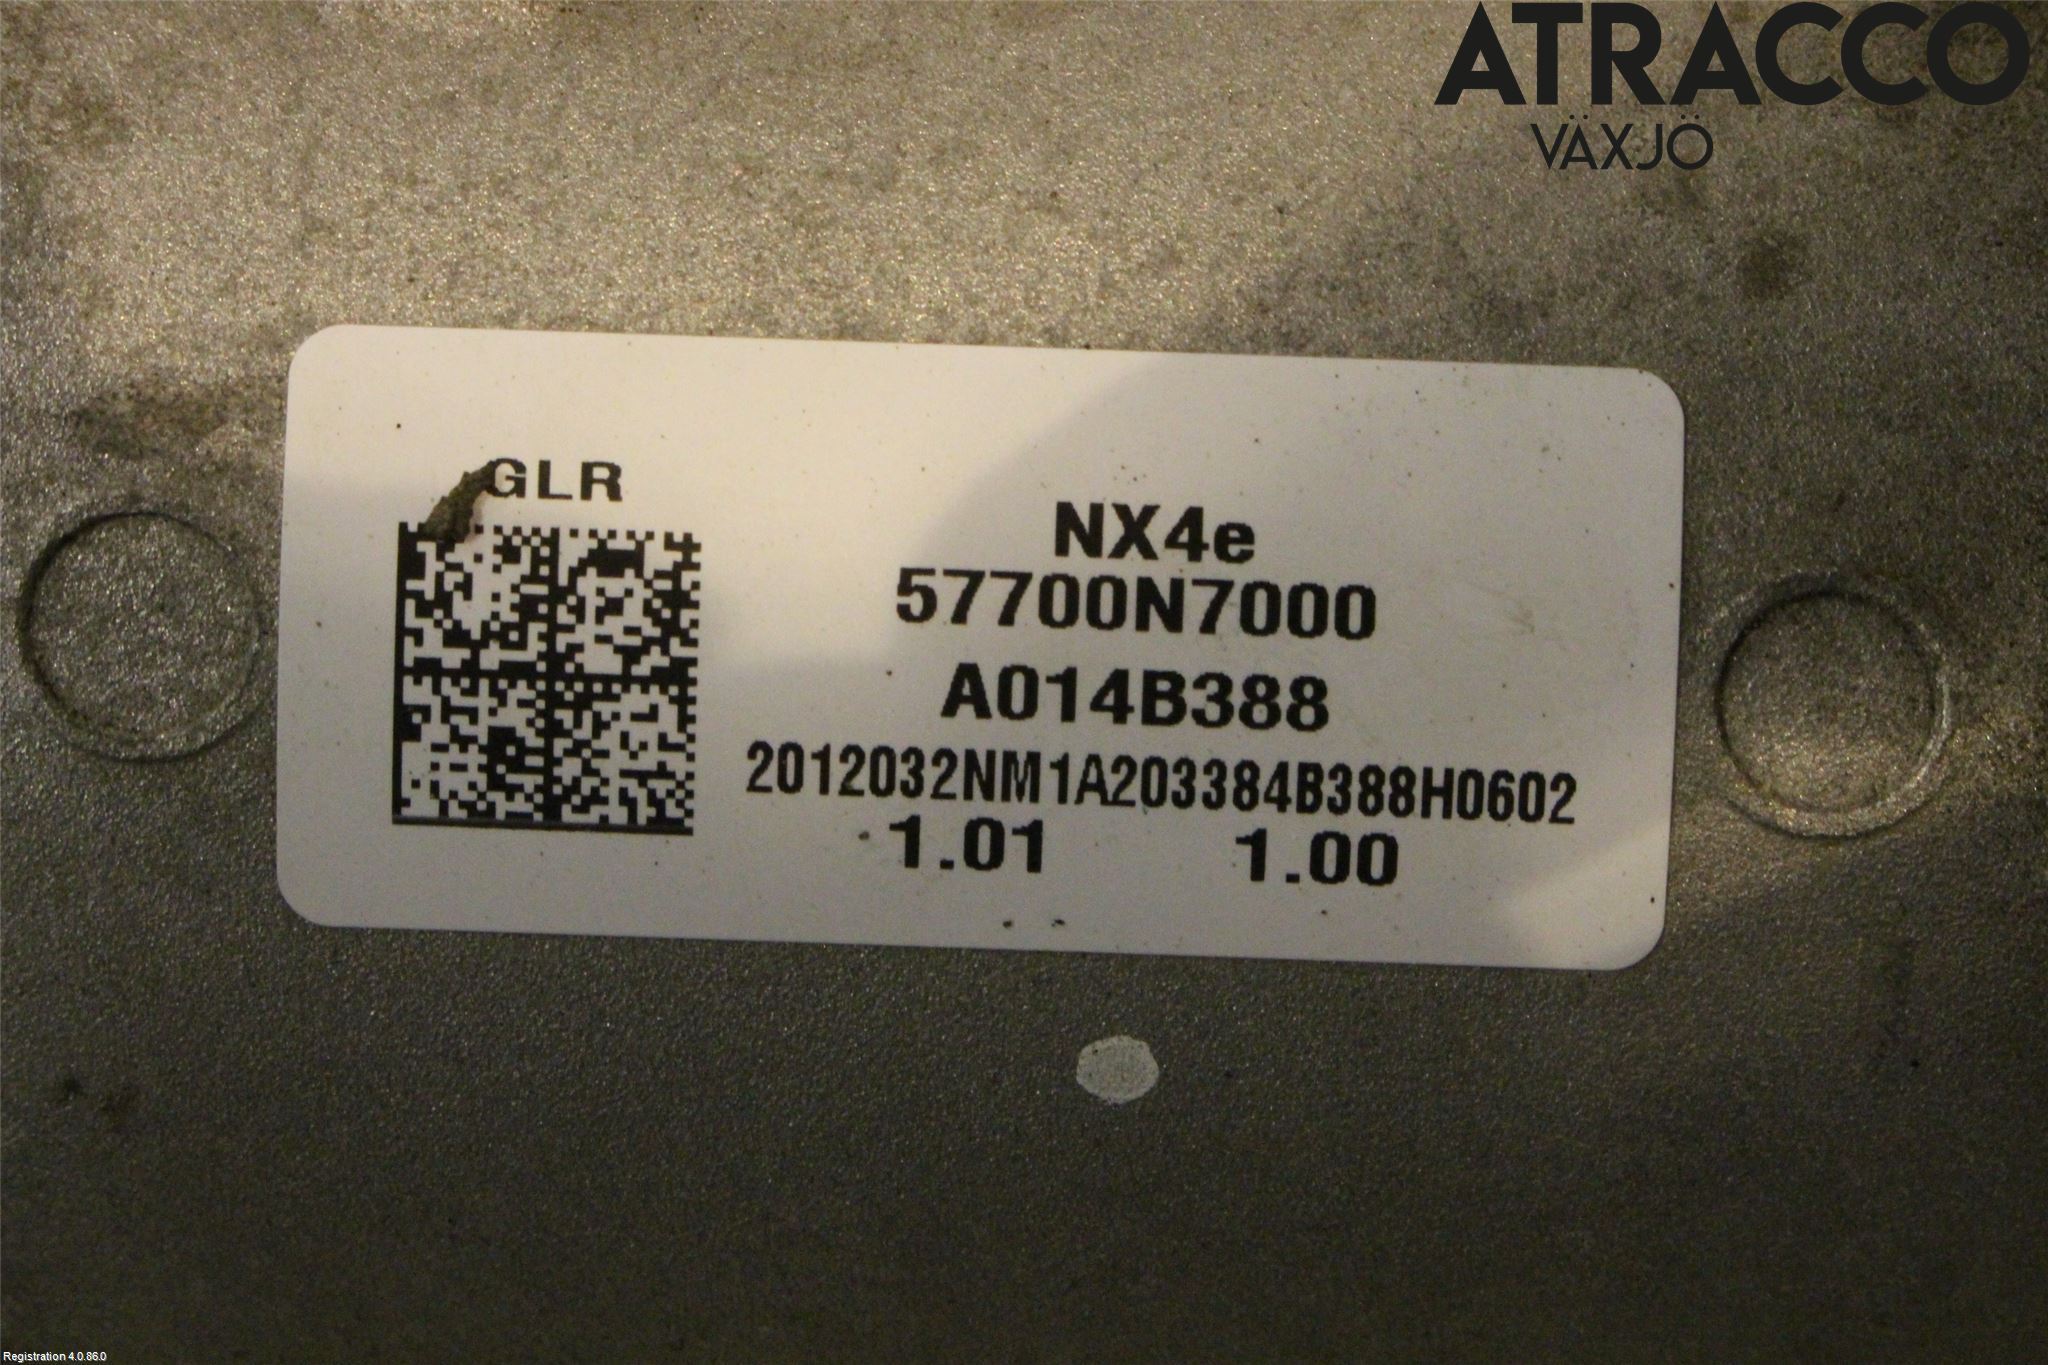 ATRACCO
VÄXJÖ
GLR
NX4e
57700N7000
A014B388
2012032NM1A203384B388H0602
1.01 1.00
Registration 4.0.86.0